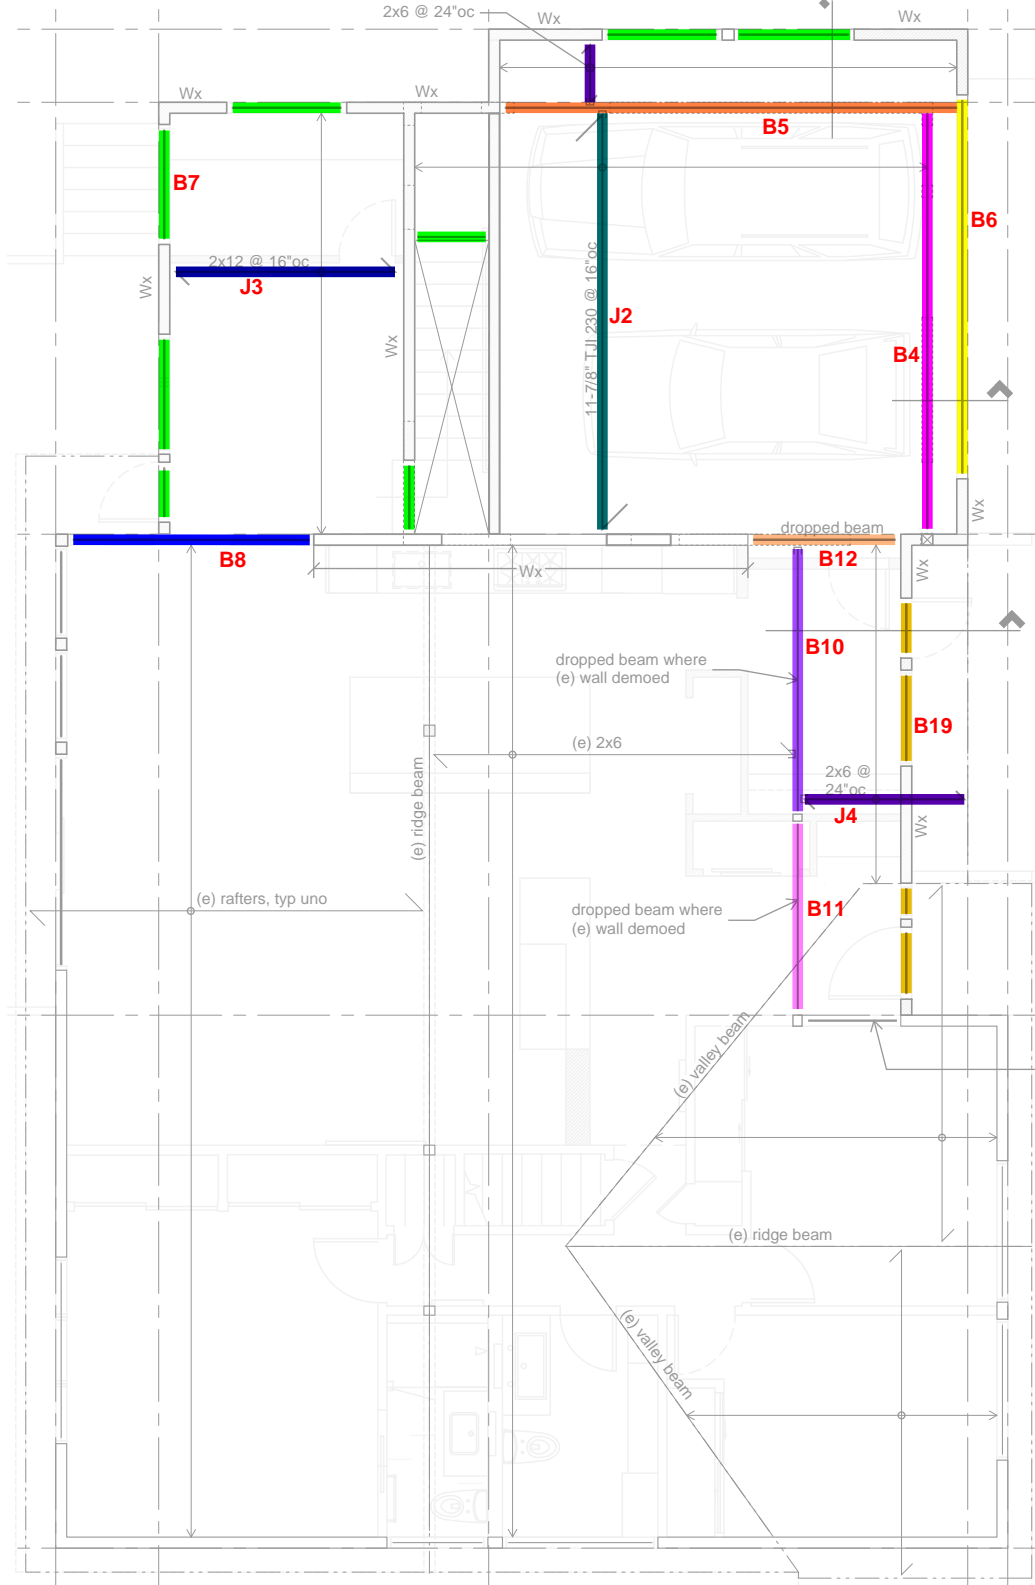 2x6 @ 24"oc
Wx
Wx
Wx
Wx
B5
B7
B6
2x12 @ 16"oc
J3
Wx
Wx
11-7/8" TJI 230 @ 16"oc
J2
B4
Wx
dropped beam
B8
B12
Wx
Wx
B10
dropped beam where
(e) wall demoed
B19
(e) 2x6
(e) ridge beam
2x6 @
24"oc
J4
Wx
(e) rafters, typ uno
dropped beam where
(e) wall demoed
B11
(e) valley beam
(e) ridge beam
(e) valley beam